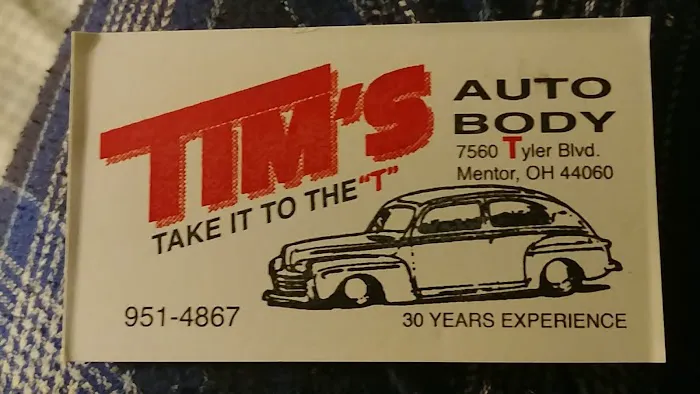 TIM'S
TAKE IT TO THE "T"
AUTO
BODY
7560 Tyler Blvd.
Mentor, OH 44060
951-4867
30 YEARS EXPERIENCE